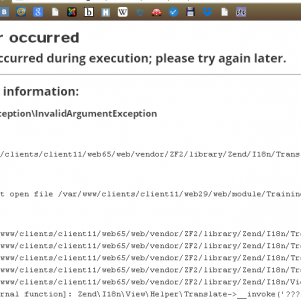 r occurred
ccurred during execution; please try again later.
information:
ception\InvalidArgumentException
/clients/client11/web65/web/vendor/ZF2/library/Zend/I18n/Trans
t open file /var/www/clients/client11/web29/web/module/Trainin
www/clients/client11/web65/web/vendor/ZF2/library/Zend/I18n/Tra
www/clients/client11/web65/web/vendor/ZF2/library/Zend/I18n/Tra
www/clients/client11/web65/web/vendor/ZF2/library/Zend/I18n/Tra
www/clients/client11/web65/web/vendor/ZF2/library/Zend/I18n/Tra
www/clients/client11/web65/web/vendor/ZF2/library/Zend/I18n/Vi
rnal function]: Zend\I18n\View\Helper\Translate->__invoke('???